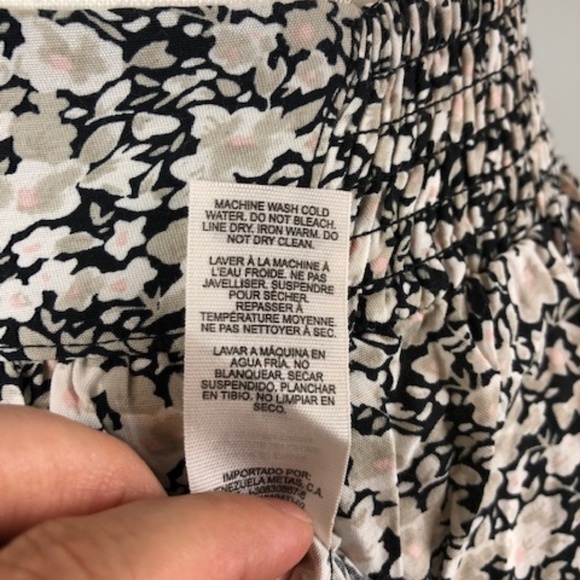 MACHINE WASH COLD
WATER. DO NOT BLEACH.
LINE DRY. IRON WARM. DO
NOT DRY CLEAN.
LAVER À LA MACHINE À
L'EAU FROIDE. NE PAS
JAVELLISER. SUSPENDRE
POUR SÉCHER.
REPASSER À
TEMPÉRATURE MOYENNE.
NE PAS NETTOYER À SEC.
LAVAR A MÁQUINA EN
AGUA FRÍA. NO
BLANQUEAR. SECAR
SUSPENDIDO. PLANCHAR
EN TIBIO. NO LIMPIAR EN
SECO.
IMPORTADO POR:
VENEZUELA METAS, C.A.